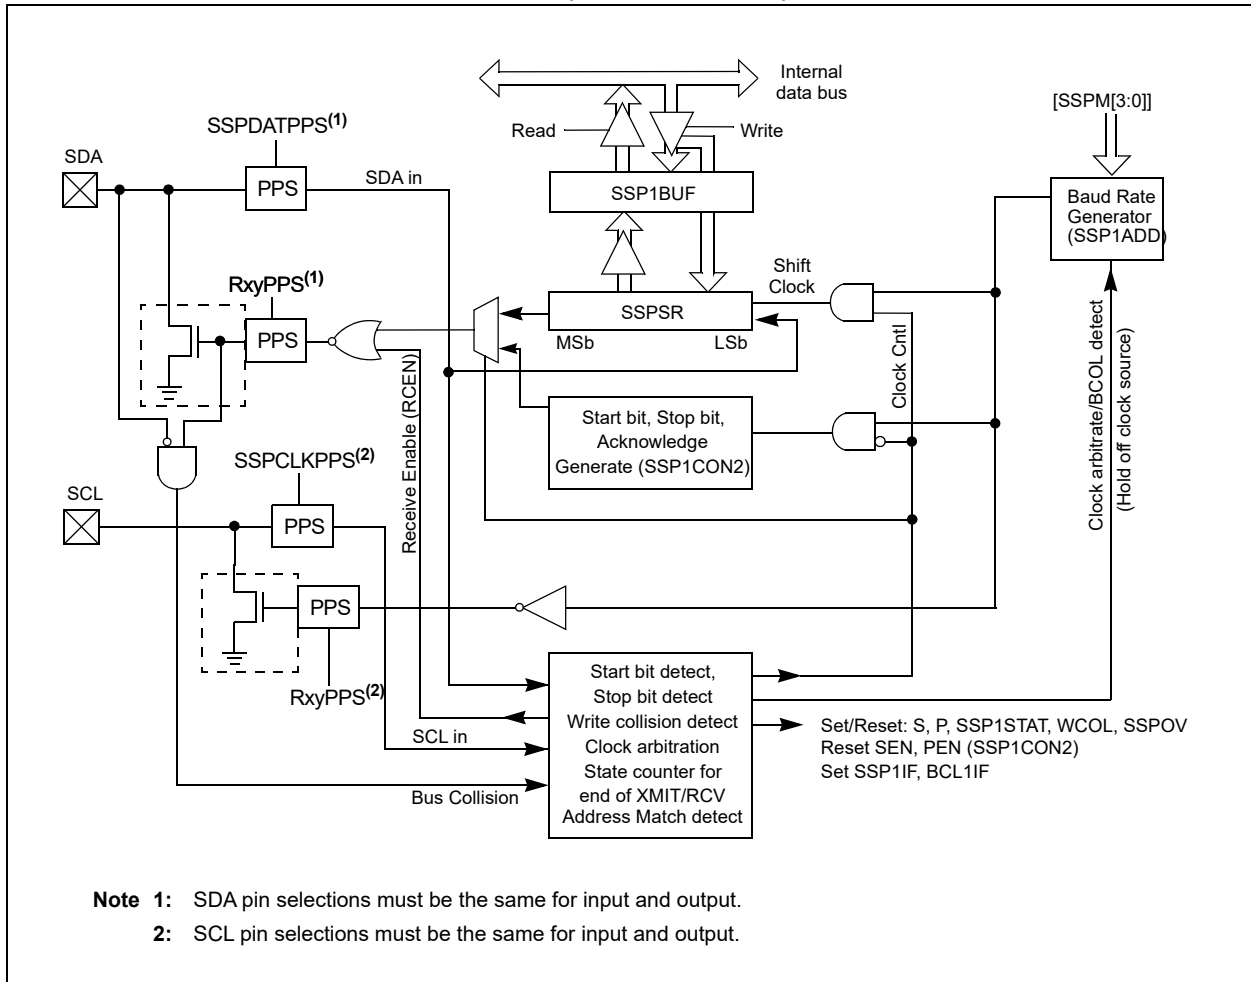 Internal
data bus
[SSPM[3:0]]
SSPDATPPS(1)
Read
Write
SDA
SDA in
PPS
SSP1BUF
Baud Rate
Generator
(SSP1ADD)
RxyPPS(1)
Shift
Clock
PPS
SSPSR
MSb
LSb
Receive Enable (RCEN)
Clock Cntl
Clock arbitrate/BCOL detect
(Hold off clock source)
Start bit, Stop bit,
Acknowledge
Generate (SSP1CON2)
SSPCLKPPS(2)
SCL
PPS
PPS
RxyPPS(2)
SCL in
Bus Collision
Start bit detect,
Stop bit detect
Write collision detect
Clock arbitration
State counter for
end of XMIT/RCV
Address Match detect
Set/Reset: S, P, SSP1STAT, WCOL, SSPOV
Reset SEN, PEN (SSP1CON2)
Set SSP1IF, BCL1IF
Note 1: SDA pin selections must be the same for input and output.
2: SCL pin selections must be the same for input and output.